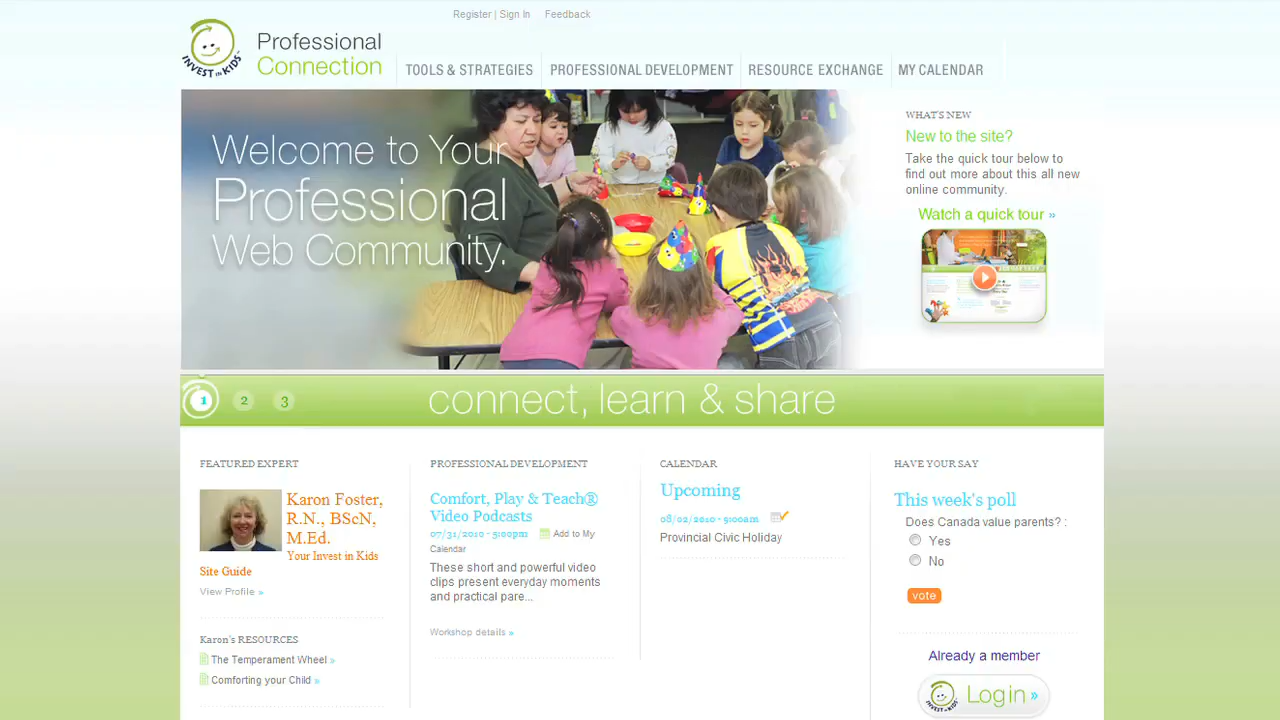 Register | Sign In Feedback
INVEST IN KIDS
Professional
Connection
TOOLS & STRATEGIES PROFESSIONAL DEVELOPMENT RESOURCE EXCHANGE MY CALENDAR
Welcome to Your
Professional
Web Community.
WHAT'S NEW
New to the site?
Take the quick tour below to
find out more about this all new
online community.
Watch a quick tour »
1 2 3 connect, learn & share
FEATURED EXPERT
Karon Foster,
R.N., BScN,
M.Ed.
Your Invest in Kids
Site Guide
View Profile »
Karon's RESOURCES
The Temperament Wheel »
Comforting your Child »
PROFESSIONAL DEVELOPMENT
Comfort, Play & Teach®
Video Podcasts
07/31/2010 - 5:00pm Add to My
Calendar
These short and powerful video
clips present everyday moments
and practical pare...
Workshop details »
CALENDAR
Upcoming
08/02/2010 - 9:00am
Provincial Civic Holiday
HAVE YOUR SAY
This week's poll
Does Canada value parents? :
Yes
No
vote
Already a member
INVEST IN KIDS Login »